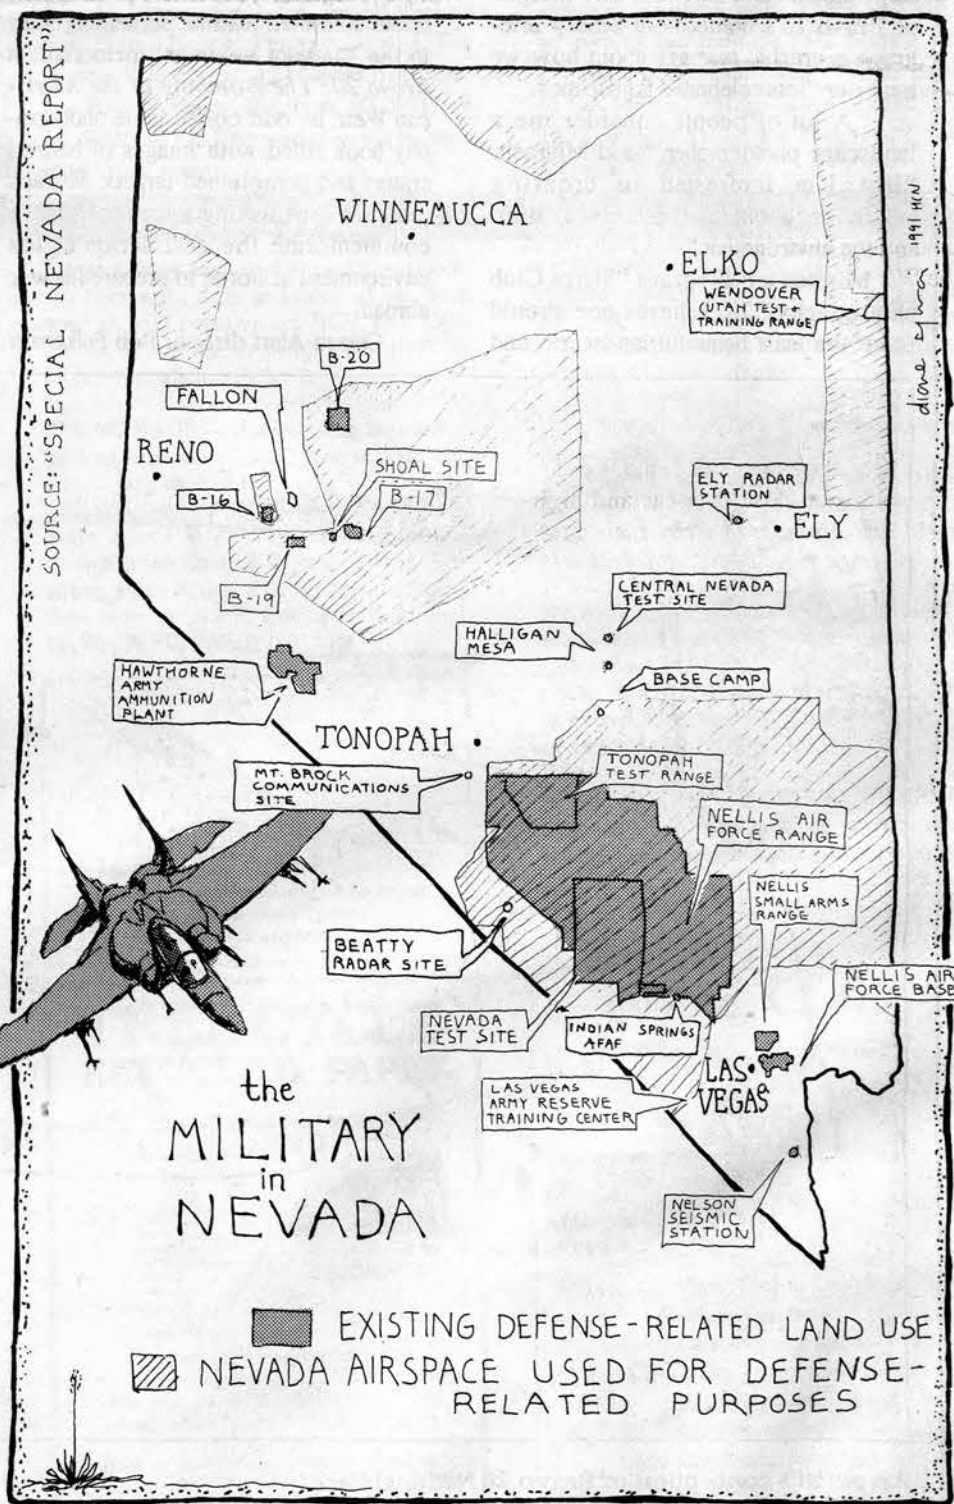 SOURCE: "SPECIAL NEVADA REPORT"
WINNEMUCCA
ELKO
WENDOVER
(UTAH TEST &
TRAINING RANGE
1991 HCN
B-20
FALLON
RENO
SHOAL SITE
B-16
B-17
ELY RADAR
STATION
ELY
B-19
CENTRAL NEVADA
TEST SITE
HALLIGAN
MESA
BASE CAMP
HAWTHORNE
ARMY
AMMUNITION
PLANT
TONOPAH
MT. BROCK
COMMUNICATIONS
SITE
TONOPAH
TEST RANGE
NELLIS AIR
FORCE RANGE
NELLIS
SMALL ARMS
RANGE
BEATTY
RADAR SITE
NELLIS AIR
FORCE BASE
NEVADA
TEST SITE
INDIAN SPRINGS
AFAF
LAS
VEGAS
LAS VEGAS
ARMY RESERVE
TRAINING CENTER
NELSON
SEISMIC
STATION
the
MILITARY
in
NEVADA
EXISTING DEFENSE-RELATED LAND USE
NEVADA AIRSPACE USED FOR DEFENSE-
RELATED PURPOSES